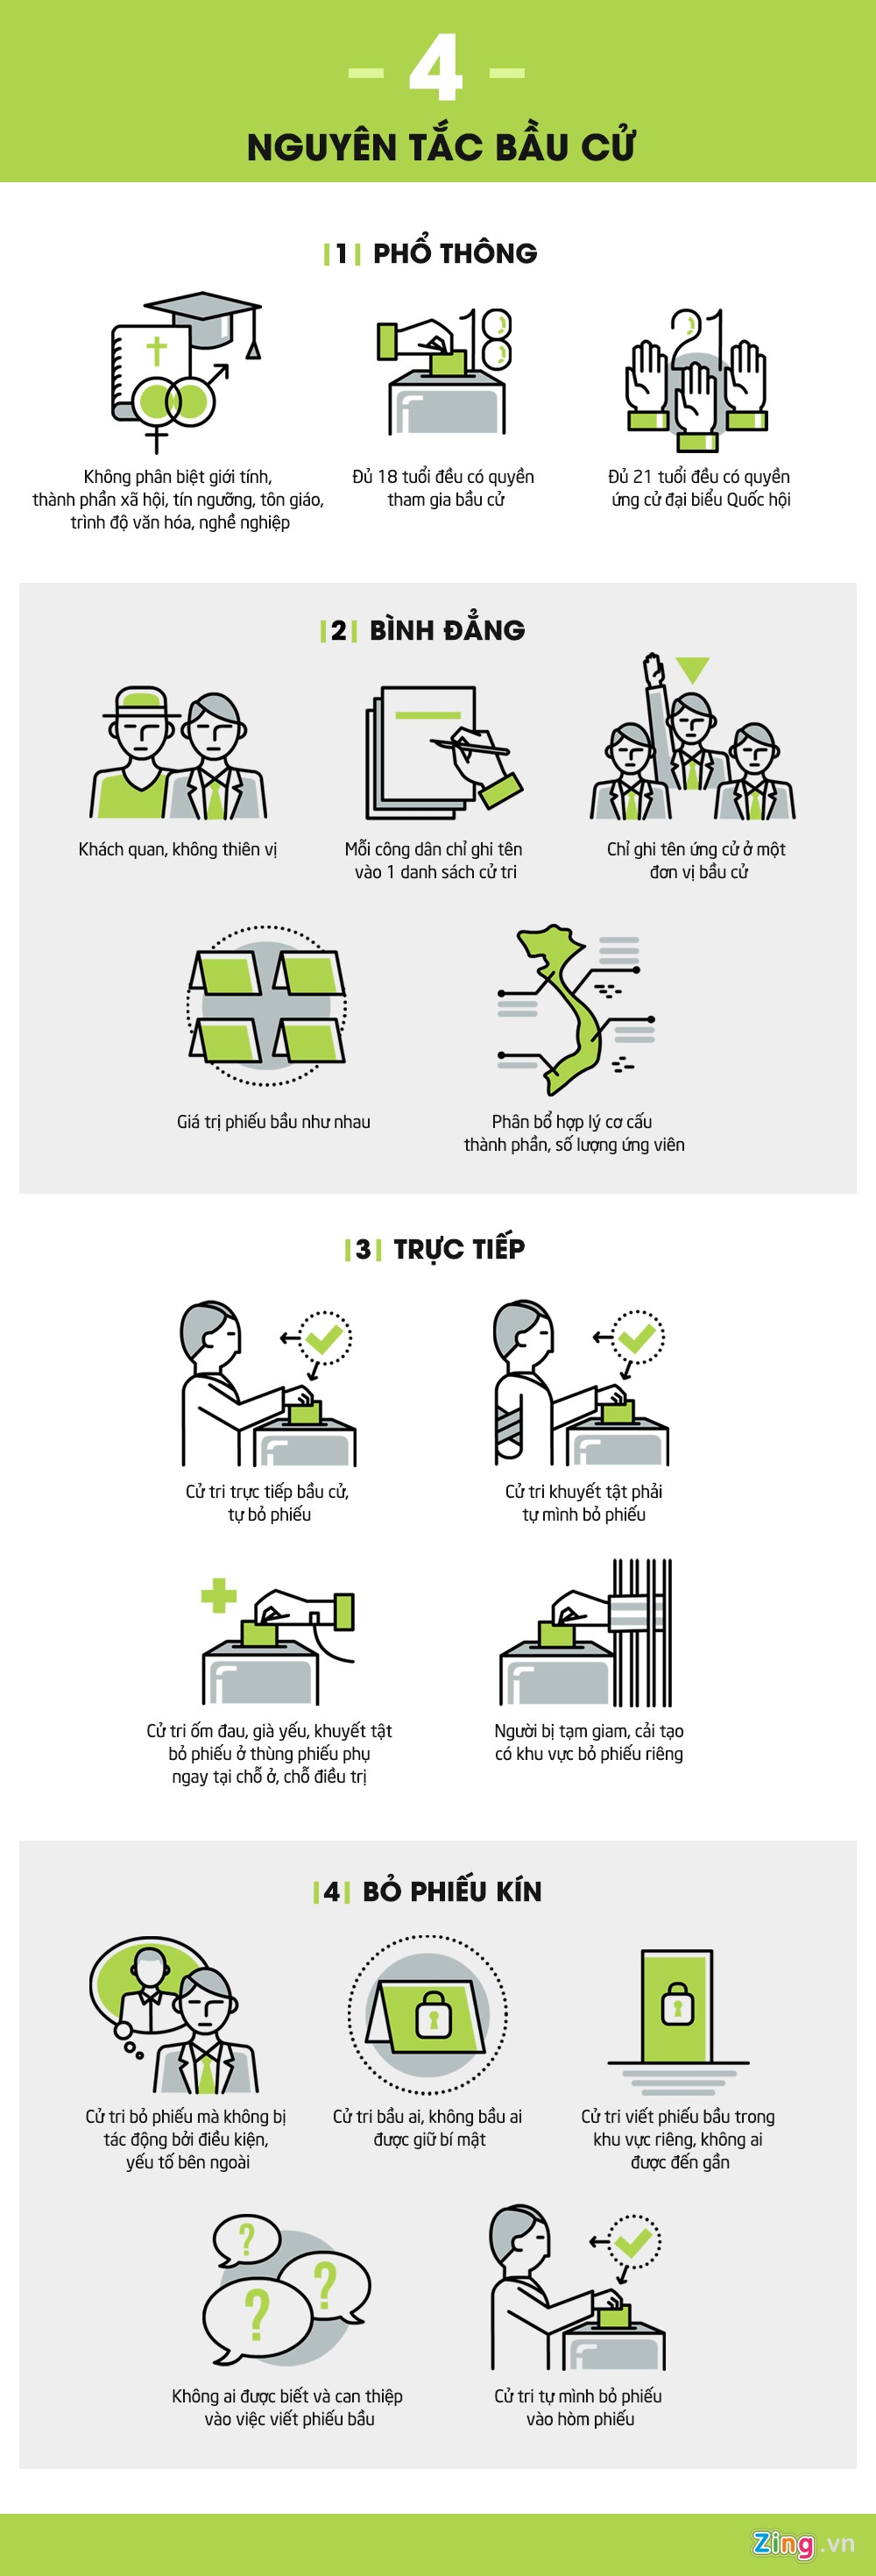 4
NGUYÊN TẮC BẦU CỬ
|1| PHỔ THÔNG
18
21
Không phân biệt giới tính,
thành phần xã hội, tín ngưỡng, tôn giáo,
trình độ văn hóa, nghề nghiệp
Đủ 18 tuổi đều có quyền
tham gia bầu cử
Đủ 21 tuổi đều có quyền
ứng cử đại biểu Quốc hội
|2| BÌNH ĐẲNG
Khách quan, không thiên vị
Mỗi công dân chỉ ghi tên
vào 1 danh sách cử tri
Chỉ ghi tên ứng cử ở một
đơn vị bầu cử
Giá trị phiếu bầu như nhau
Phân bổ hợp lý cơ cấu
thành phần, số lượng ứng viên
|3| TRỰC TIẾP
Cử tri trực tiếp bầu cử,
tự bỏ phiếu
Cử tri khuyết tật phải
tự mình bỏ phiếu
Cử tri ốm đau, già yếu, khuyết tật
bỏ phiếu ở thùng phiếu phụ
ngay tại chỗ ở, chỗ điều trị
Người bị tạm giam, cải tạo
có khu vực bỏ phiếu riêng
|4| BỎ PHIẾU KÍN
Cử tri bỏ phiếu mà không bị
tác động bởi điều kiện,
yếu tố bên ngoài
Cử tri bầu ai, không bầu ai
được giữ bí mật
Cử tri viết phiếu bầu trong
khu vực riêng, không ai
được đến gần
?
?
?
Không ai được biết và can thiệp
vào việc viết phiếu bầu
Cử tri tự mình bỏ phiếu
vào hòm phiếu
Zing.vn